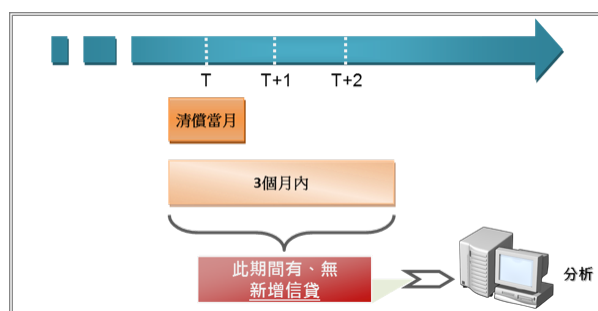 T
T+1
T+2
清償當月
3個月內
此期間有、無
新增信貸
分析